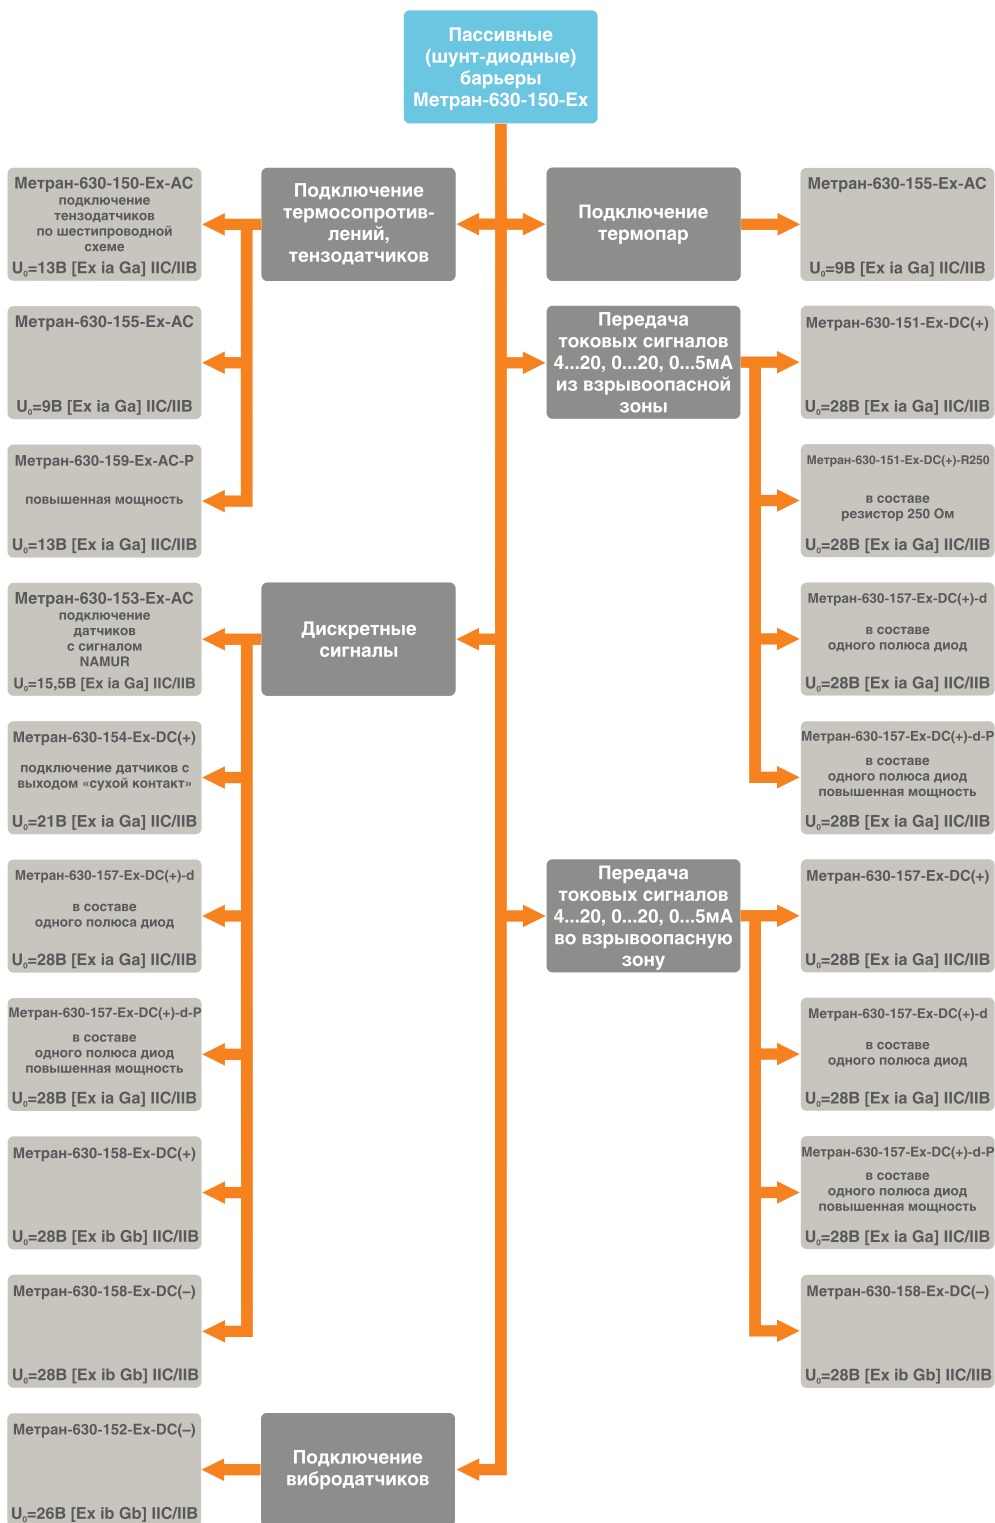 Пассивные
(шунт-диодные)
барьеры
Метран-630-150-Ex
Метран-630-150-Ex-AC
подключение
тензодатчиков
по шестипроводной
схеме
U₀=13В [Ex ia Ga] IIC/IIB
Подключение
термосопротив-
лений,
тензодатчиков
Подключение
термопар
Метран-630-155-Ex-AC
U₀=9В [Ex ia Ga] IIC/IIB
Метран-630-155-Ex-AC
U₀=9В [Ex ia Ga] IIC/IIB
Передача
токовых сигналов
4...20, 0...20, 0...5мА
из взрывоопасной
зоны
Метран-630-151-Ex-DC(+)
U₀=28В [Ex ia Ga] IIC/IIB
Метран-630-159-Ex-AC-P
повышенная мощность
U₀=13В [Ex ia Ga] IIC/IIB
Метран-630-151-Ex-DC(+)-R250
в составе
резистор 250 Ом
U₀=28В [Ex ia Ga] IIC/IIB
Метран-630-153-Ex-AC
подключение
датчиков
с сигналом
NAMUR
U₀=15,5В [Ex ia Ga] IIC/IIB
Дискретные
сигналы
Метран-630-157-Ex-DC(+)-d
в составе
одного полюса диод
U₀=28В [Ex ia Ga] IIC/IIB
Метран-630-154-Ex-DC(+)
подключение датчиков с
выходом «сухой контакт»
U₀=21В [Ex ia Ga] IIC/IIB
Метран-630-157-Ex-DC(+)-d-P
в составе
одного полюса диод
повышенная мощность
U₀=28В [Ex ia Ga] IIC/IIB
Метран-630-157-Ex-DC(+)-d
в составе
одного полюса диод
U₀=28В [Ex ia Ga] IIC/IIB
Передача
токовых сигналов
4...20, 0...20, 0...5мА
во взрывоопасную
зону
Метран-630-157-Ex-DC(+)
U₀=28В [Ex ia Ga] IIC/IIB
Метран-630-157-Ex-DC(+)-d-P
в составе
одного полюса диод
повышенная мощность
U₀=28В [Ex ia Ga] IIC/IIB
Метран-630-157-Ex-DC(+)-d
в составе
одного полюса диод
U₀=28В [Ex ia Ga] IIC/IIB
Метран-630-158-Ex-DC(+)
U₀=28В [Ex ib Gb] IIC/IIB
Метран-630-157-Ex-DC(+)-d-P
в составе
одного полюса диод
повышенная мощность
U₀=28В [Ex ia Ga] IIC/IIB
Метран-630-158-Ex-DC(–)
U₀=28В [Ex ib Gb] IIC/IIB
Метран-630-158-Ex-DC(–)
U₀=28В [Ex ib Gb] IIC/IIB
Метран-630-152-Ex-DC(–)
U₀=26В [Ex ib Gb] IIC/IIB
Подключение
вибродатчиков